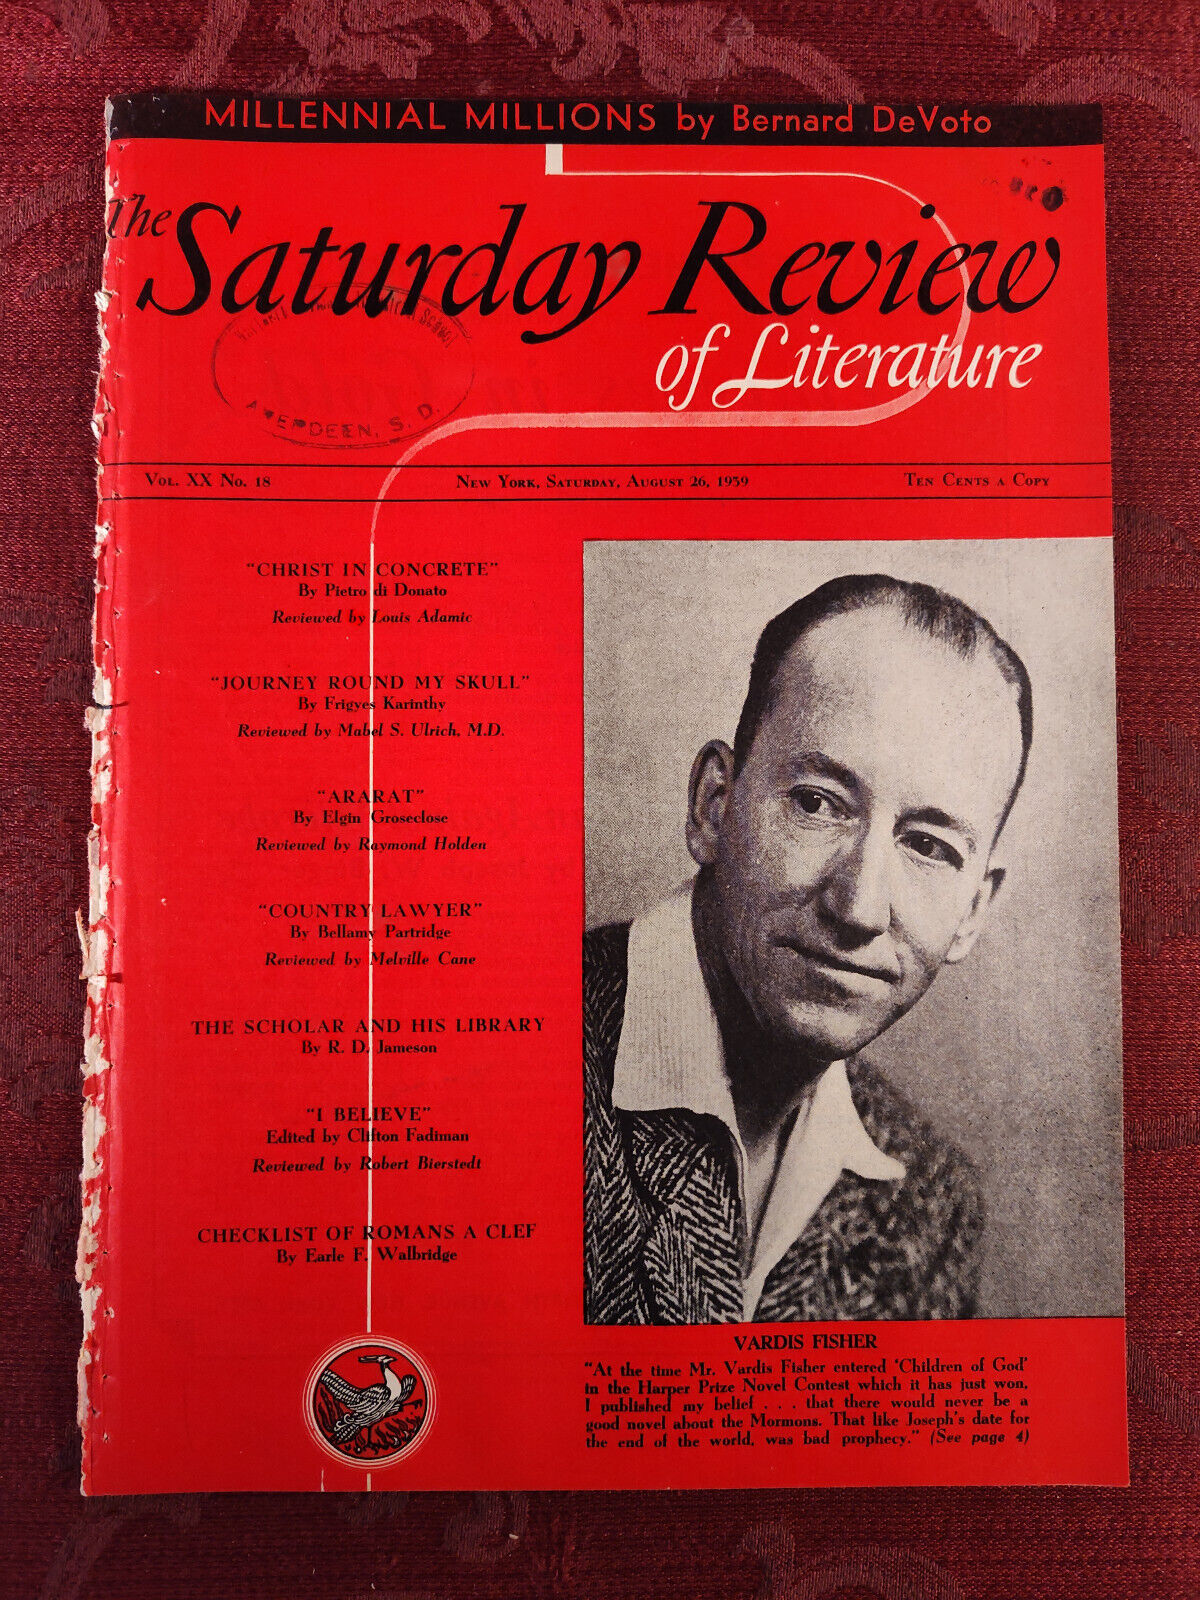 MILLENNIAL MILLIONS by Bernard DeVoto
The Saturday Review
of Literature
ABERDEEN, S. D.
VOL. XX NO. 18
NEW YORK, SATURDAY, AUGUST 26, 1939
TEN CENTS A COPY
"CHRIST IN CONCRETE"
By Pietro di Donato
Reviewed by Louis Adamic
"JOURNEY ROUND MY SKULL"
By Frigyes Karinthy
Reviewed by Mabel S. Ulrich, M.D.
"ARARAT"
By Elgin Groseclose
Reviewed by Raymond Holden
"COUNTRY LAWYER"
By Bellamy Partridge
Reviewed by Melville Cane
THE SCHOLAR AND HIS LIBRARY
By R. D. Jameson
"I BELIEVE"
Edited by Clifton Fadiman
Reviewed by Robert Bierstedt
CHECKLIST OF ROMANS A CLEF
By Earle F. Walbridge
VARDIS FISHER
"At the time Mr. Vardis Fisher entered 'Children of God'
in the Harper Prize Novel Contest which it has just won,
I published my belief . . . that there would never be a
good novel about the Mormons. That like Joseph's date for
the end of the world, was bad prophecy." (See page 4)